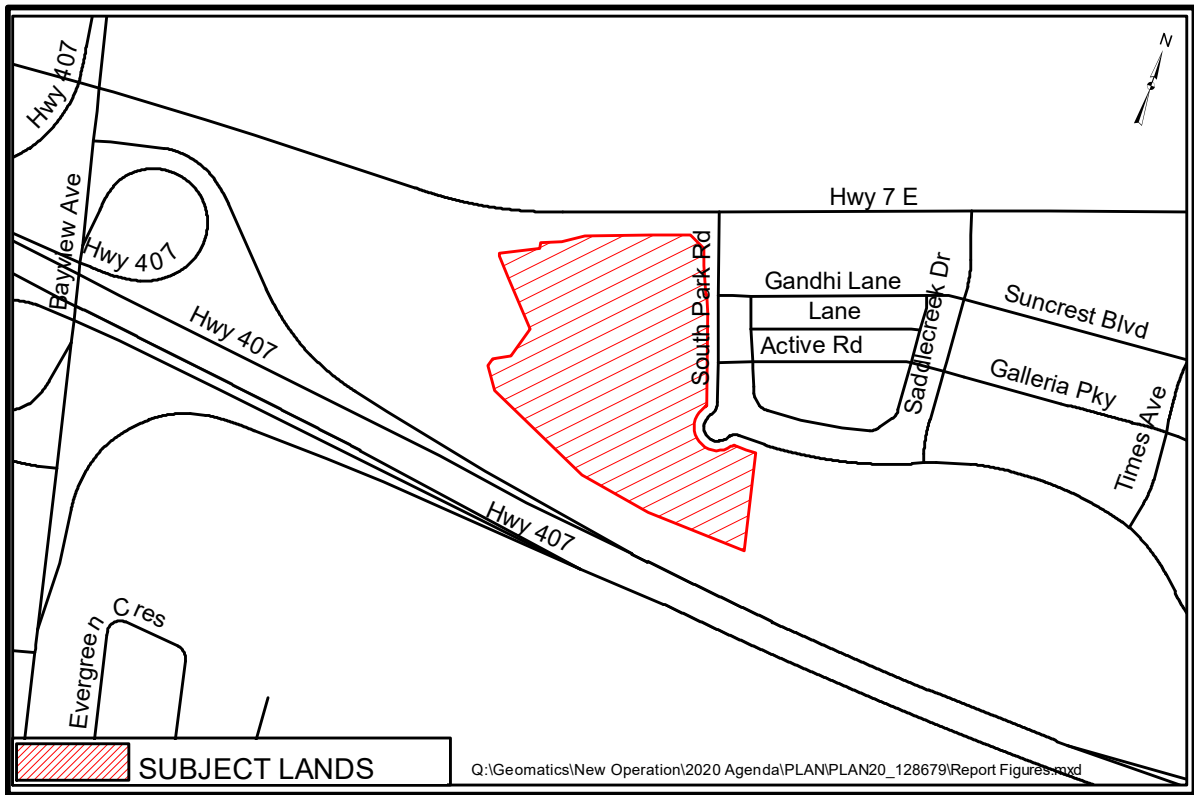 N
Hwy 407
Bayview Ave
Hwy 407
Hwy 407
Hwy 407
Hwy 7 E
South Park Rd
Gandhi Lane
Lane
Active Rd
Saddlecreek Dr
Suncrest Blvd
Galleria Pky
Times Ave
Evergreen Cres
SUBJECT LANDS
Q:\Geomatics\New Operation\2020 Agenda\PLAN\PLAN20_128679\Report Figures.mxd